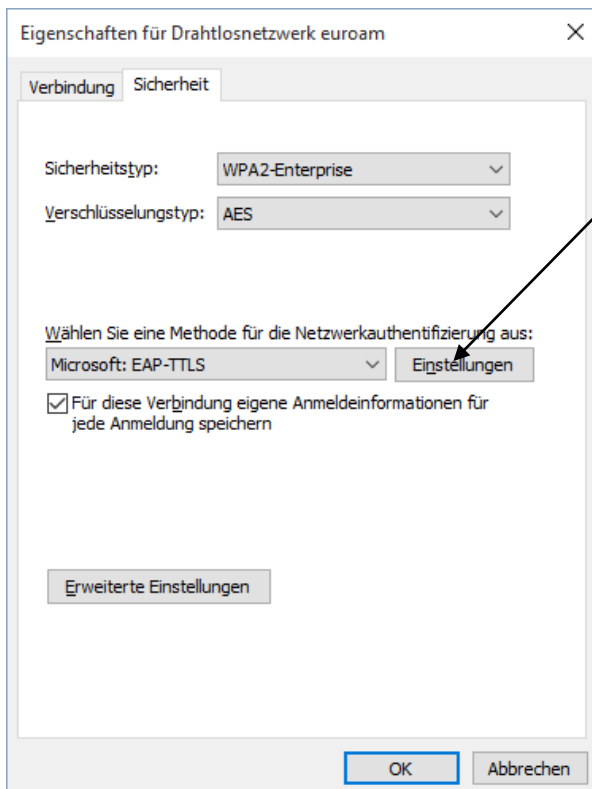 Eigenschaften für Drahtlosnetzwerk euroam
Verbindung Sicherheit
Sicherheitstyp: WPA2-Enterprise
Verschlüsselungstyp: AES
Wählen Sie eine Methode für die Netzwerkauthentifizierung aus:
Microsoft: EAP-TTLS Einstellungen
Für diese Verbindung eigene Anmeldeinformationen für
jede Anmeldung speichern
Erweiterte Einstellungen
OK Abbrechen